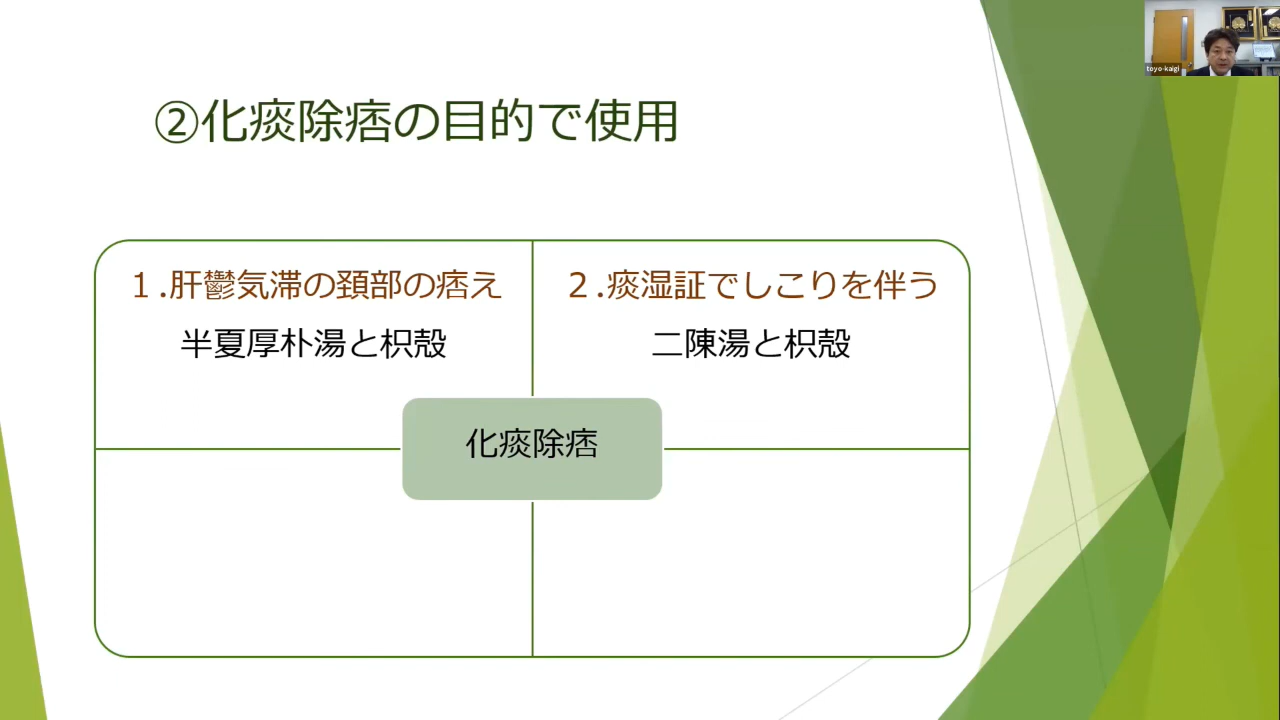 ②化痰除痞の目的で使用
１.肝鬱気滞の頚部の痞え
半夏厚朴湯と枳殻
２.痰湿証でしこりを伴う
二陳湯と枳殻
化痰除痞
toyo-kaigi